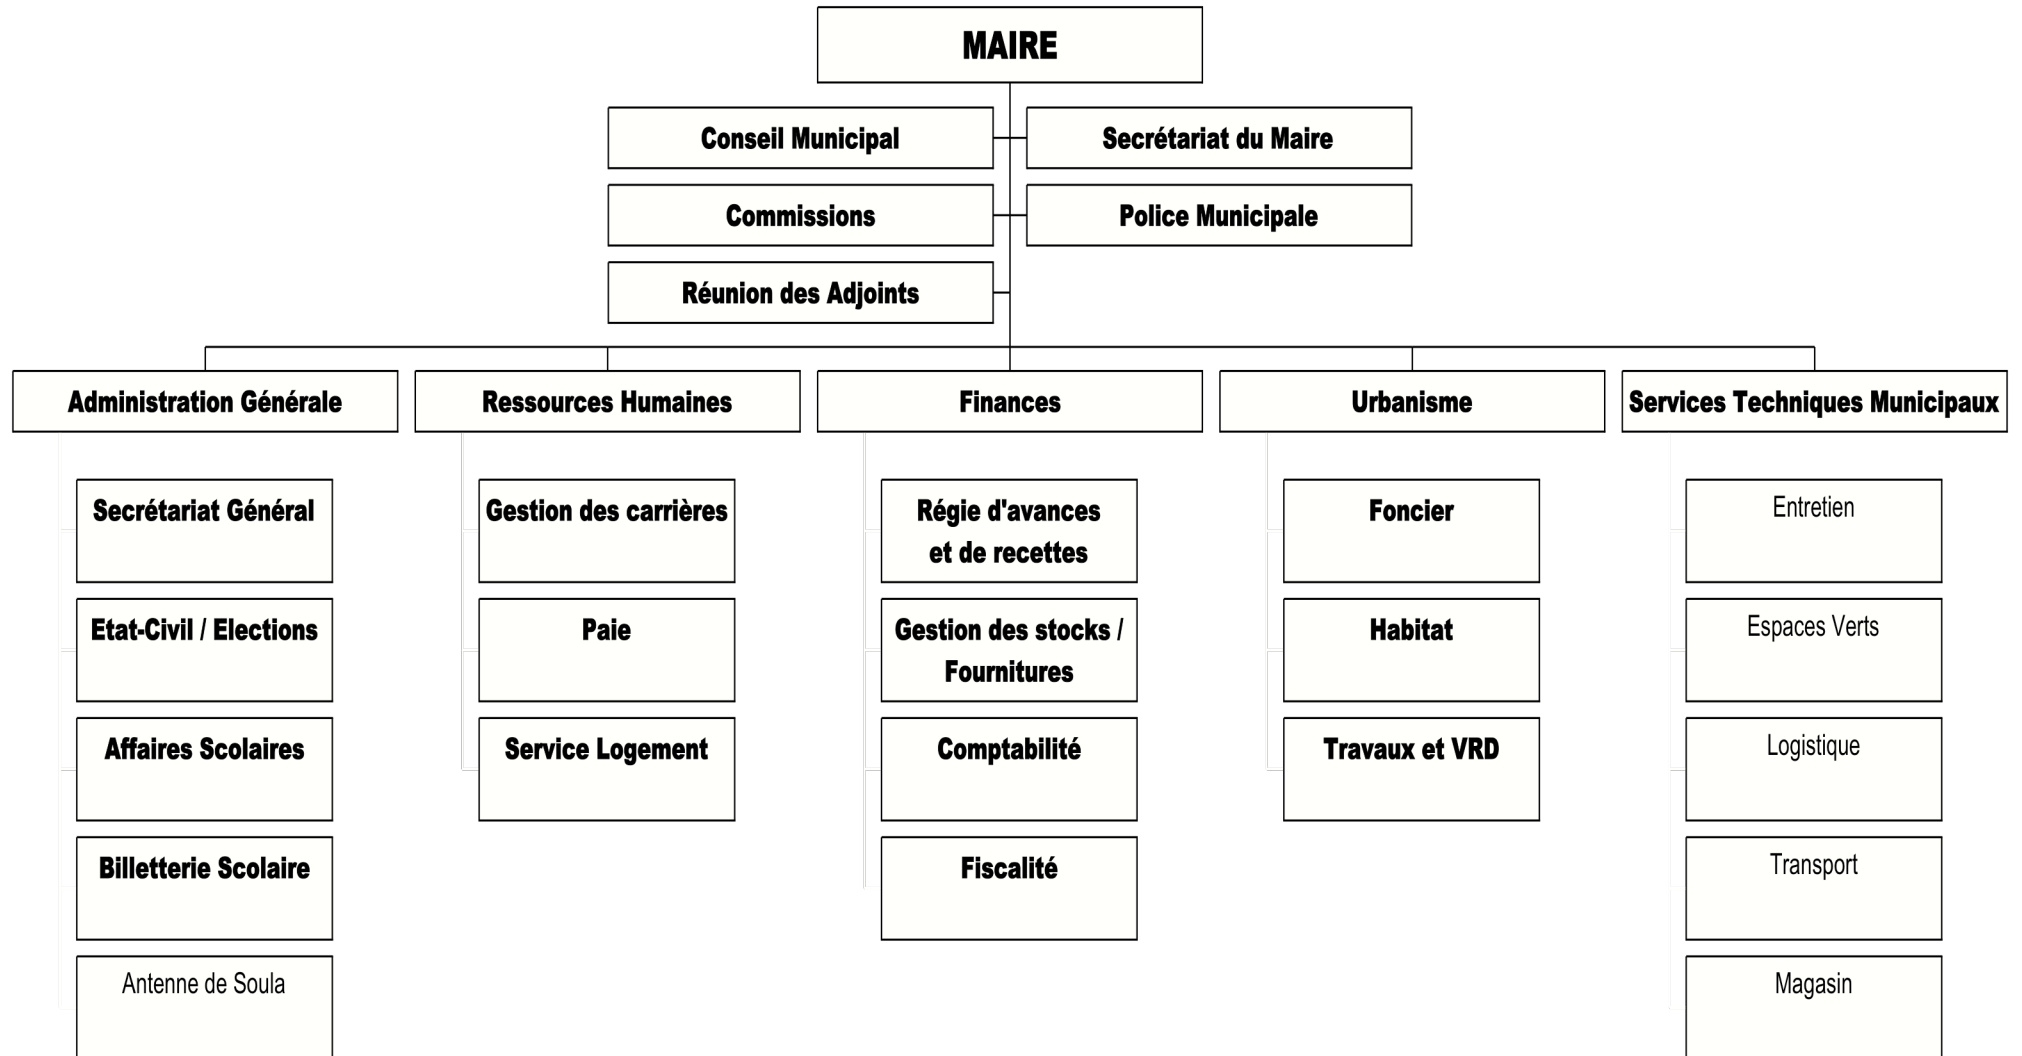 MAIRE
Conseil Municipal
Secrétariat du Maire
Commissions
Police Municipale
Réunion des Adjoints
Administration Générale
Ressources Humaines
Finances
Urbanisme
Services Techniques Municipaux
Secrétariat Général
Etat-Civil / Elections
Affaires Scolaires
Billetterie Scolaire
Antenne de Soula
Gestion des carrières
Paie
Service Logement
Régie d'avances
et de recettes
Gestion des stocks /
Fournitures
Comptabilité
Fiscalité
Foncier
Habitat
Travaux et VRD
Entretien
Espaces Verts
Logistique
Transport
Magasin